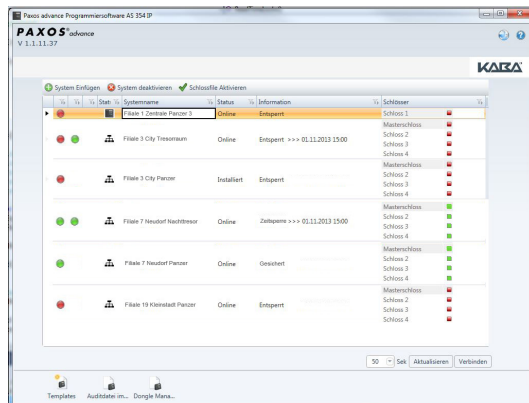 Paxos advance Programmiersoftware AS 354 IP
PAXOS® advance
V 1.1.11.37
KABA®
System Einfügen System deaktivieren Schlossfile Aktivieren
Stat Systemname Status Information Schlösser
Filiale 1 Zentrale Panzer 3 Online Entsperrt Schloss 1
Masterschloss
Filiale 3 City Tresorraum Online Entsperrt >>> 01.11.2013 15:00 Schloss 2
Schloss 3
Schloss 4
Masterschloss
Filiale 3 City Panzer Installiert Entsperrt Schloss 2
Schloss 3
Schloss 4
Masterschloss
Filiale 7 Neudorf Nachttresor Online Zeitsperre >>> 01.11.2013 15:00 Schloss 2
Schloss 3
Schloss 4
Masterschloss
Filiale 7 Neudorf Panzer Online Gesichert Schloss 2
Schloss 3
Schloss 4
Masterschloss
Filiale 19 Kleinstadt Panzer Online Entsperrt Schloss 2
Schloss 3
Schloss 4
50 Sek Aktualisieren Verbinden
Templates Auditdatei im... Dongle Mana...